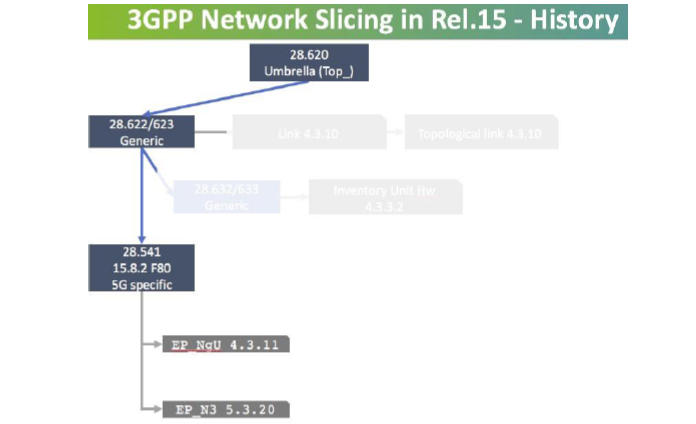 3GPP Network Slicing in Rel.15 - History
28.620
Umbrella (Top_)
28.622/623
Generic
Link 4.3.10
Topological link 4.3.10
28.632/633
Generic
Inventory Unit Hw
4.3.3.2
28.541
15.8.2 F80
5G specific
EP_NgU 4.3.11
EP_N3 5.3.20